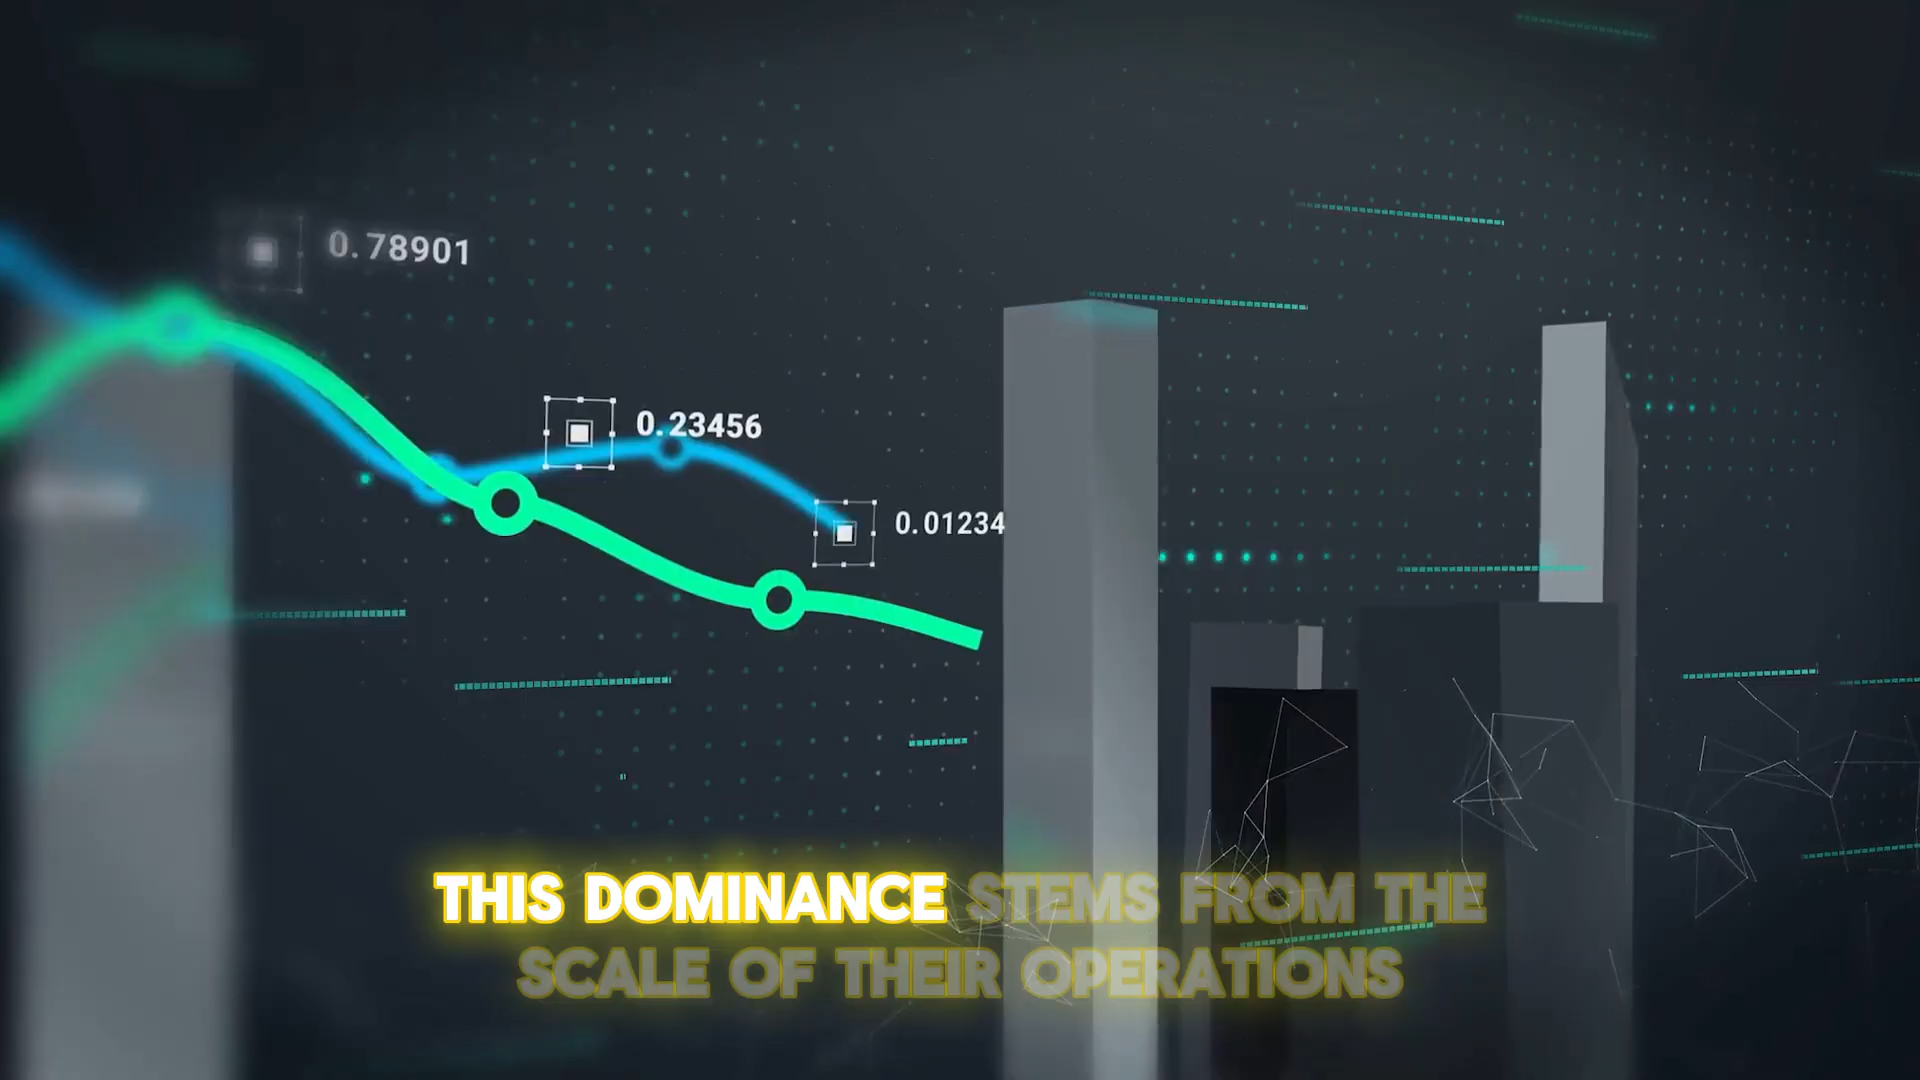 0.78901
0.23456
0.01234
THIS DOMINANCE STEMS FROM THE
SCALE OF THEIR OPERATIONS